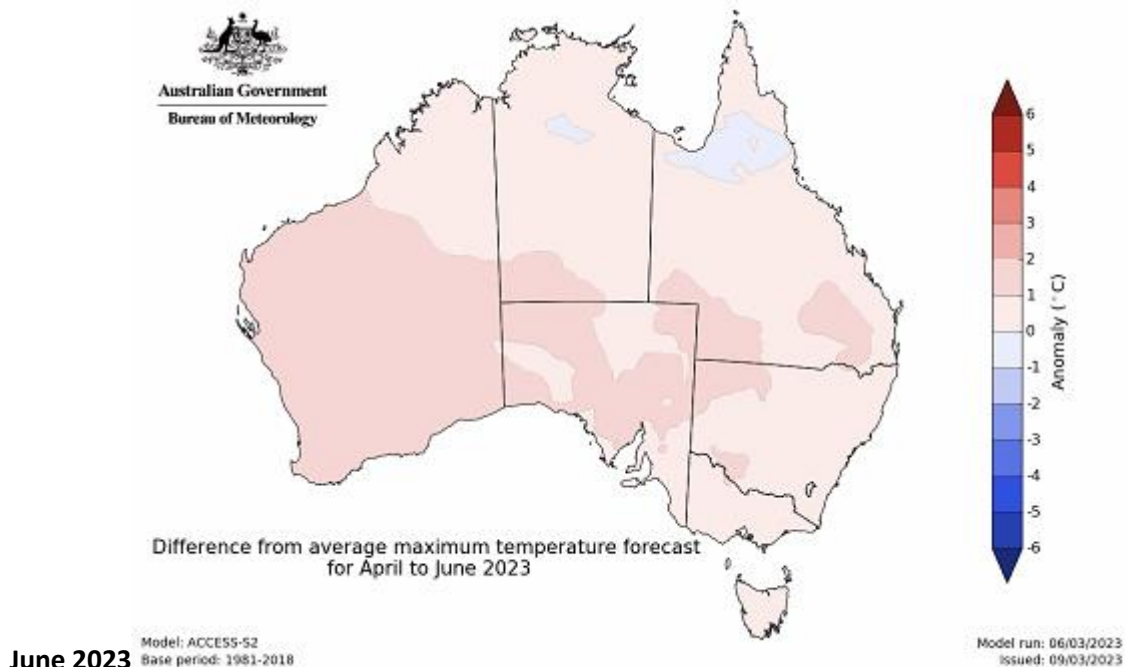 Australian Government
Bureau of Meteorology
6
5
4
3
2
1
0
-1
-2
-3
-4
-5
-6
Anomaly (°C)
Difference from average maximum temperature forecast
for April to June 2023
June 2023
Model: ACCESS-S2
Base period: 1981-2018
Model run: 06/03/2023
Issued: 09/03/2023